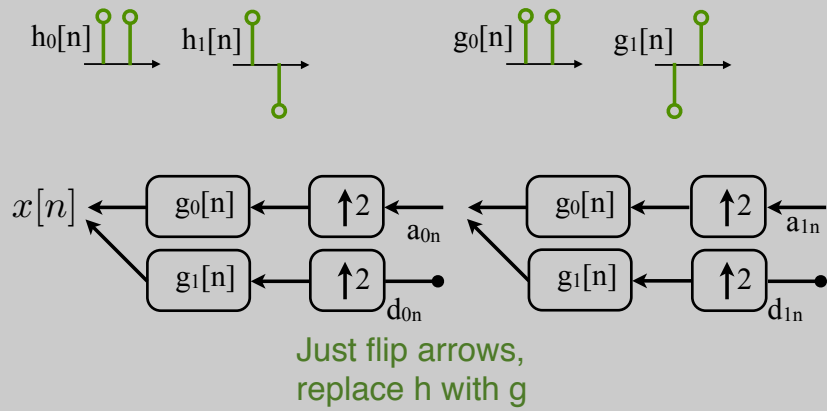 h₀[n] h₁[n] g₀[n] g₁[n]
x[n] g₀[n] ↑2 a₀ₙ g₀[n] ↑2 a₁ₙ
g₁[n] ↑2 d₀ₙ g₁[n] ↑2 d₁ₙ
Just flip arrows,
replace h with g